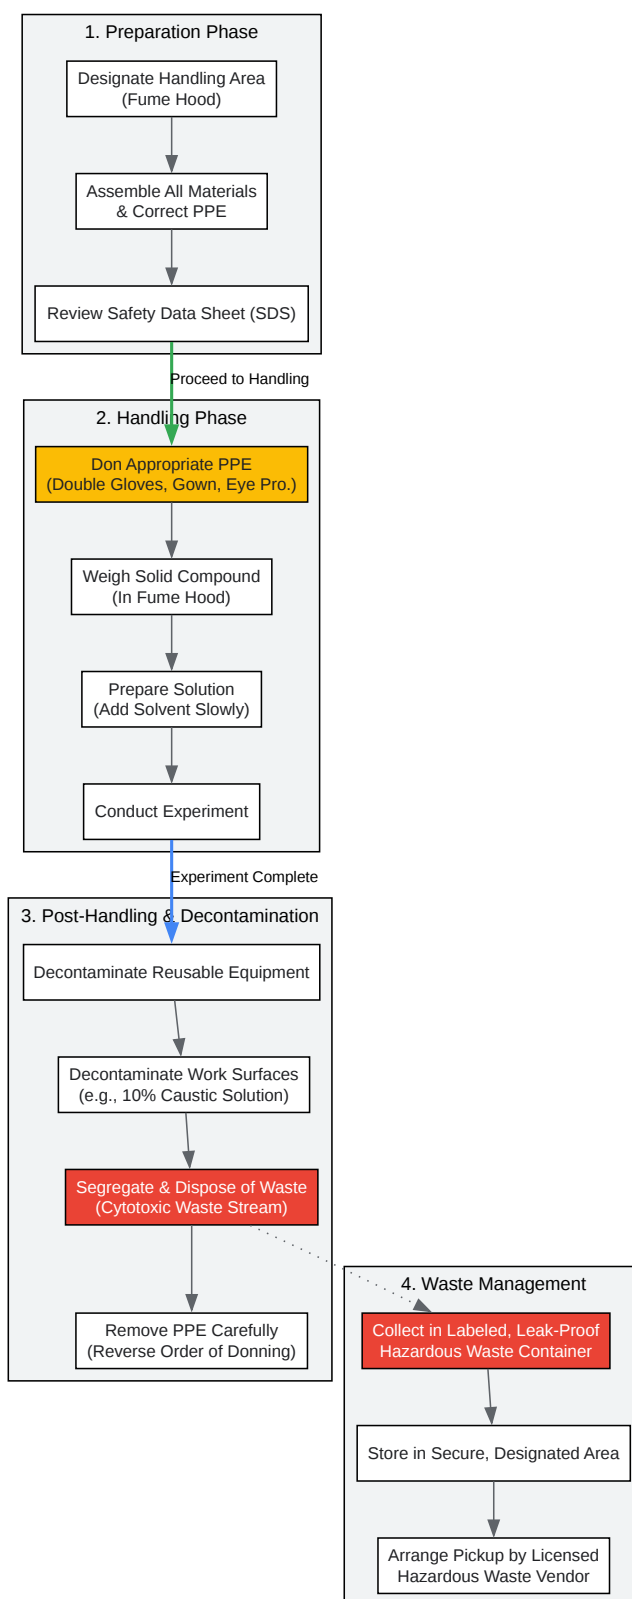 1. Preparation Phase
Designate Handling Area
(Fume Hood)
Assemble All Materials
& Correct PPE
Review Safety Data Sheet (SDS)
Proceed to Handling
2. Handling Phase
Don Appropriate PPE
(Double Gloves, Gown, Eye Pro.)
Weigh Solid Compound
(In Fume Hood)
Prepare Solution
(Add Solvent Slowly)
Conduct Experiment
Experiment Complete
3. Post-Handling & Decontamination
Decontaminate Reusable Equipment
Decontaminate Work Surfaces
(e.g., 10% Caustic Solution)
Segregate & Dispose of Waste
(Cytotoxic Waste Stream)
Remove PPE Carefully
(Reverse Order of Donning)
4. Waste Management
Collect in Labeled, Leak-Proof
Hazardous Waste Container
Store in Secure, Designated Area
Arrange Pickup by Licensed
Hazardous Waste Vendor